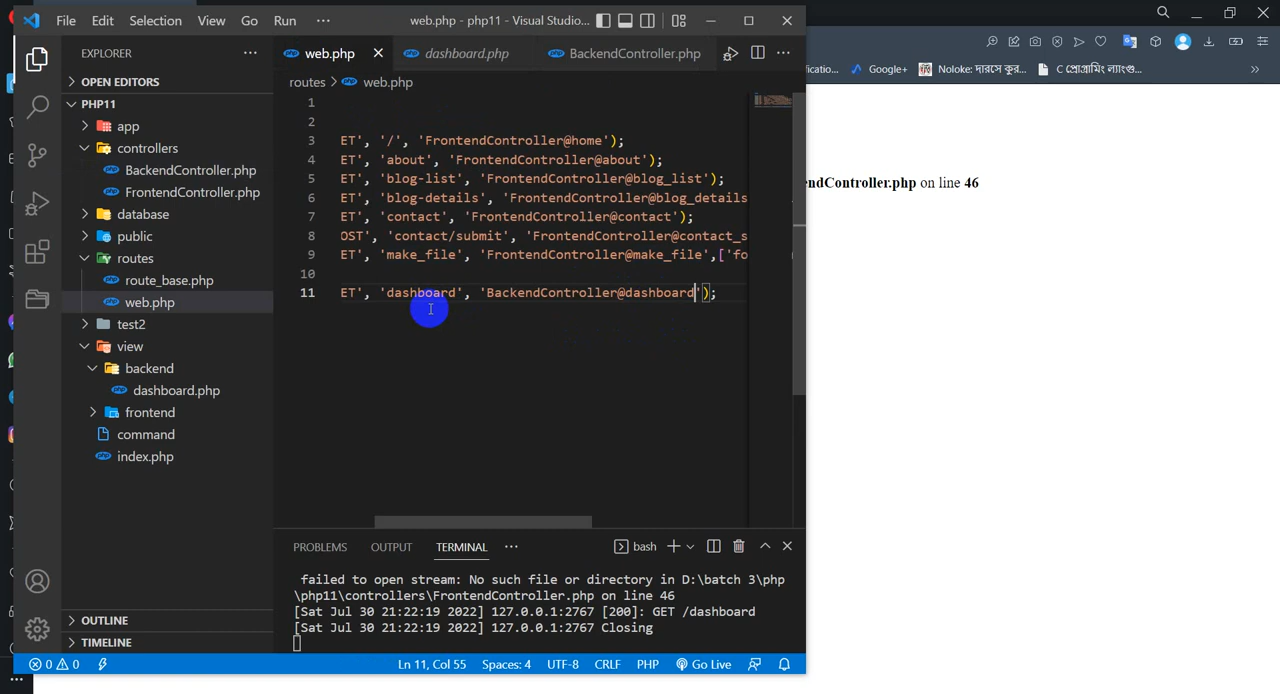 File Edit Selection View Go Run ··· web.php - php11 - Visual Studio...
EXPLORER ···
web.php dashboard.php BackendController.php ···
ificatio... Google+ Noloke: দারসে কুর... C প্রোগ্রামিং ল্যাংগু...
OPEN EDITORS
routes > web.php
PHP11
app
controllers
BackendController.php
FrontendController.php
database
public
routes
route_base.php
web.php
test2
view
backend
dashboard.php
frontend
command
index.php
OUTLINE
TIMELINE
1
2
3 ET', '/', 'FrontendController@home');
4 ET', 'about', 'FrontendController@about');
5 ET', 'blog-list', 'FrontendController@blog_list');
6 ET', 'blog-details', 'FrontendController@blog_details
7 ET', 'contact', 'FrontendController@contact');
8 OST', 'contact/submit', 'FrontendController@contact_s
9 ET', 'make_file', 'FrontendController@make_file',['fo
10
11 ET', 'dashboard', 'BackendController@dashboard');
ndController.php on line 46
PROBLEMS OUTPUT TERMINAL ··· bash
failed to open stream: No such file or directory in D:\batch 3\php
\php11\controllers\FrontendController.php on line 46
[Sat Jul 30 21:22:19 2022] 127.0.0.1:2767 [200]: GET /dashboard
[Sat Jul 30 21:22:19 2022] 127.0.0.1:2767 Closing
0 0 Ln 11, Col 55 Spaces: 4 UTF-8 CRLF PHP Go Live